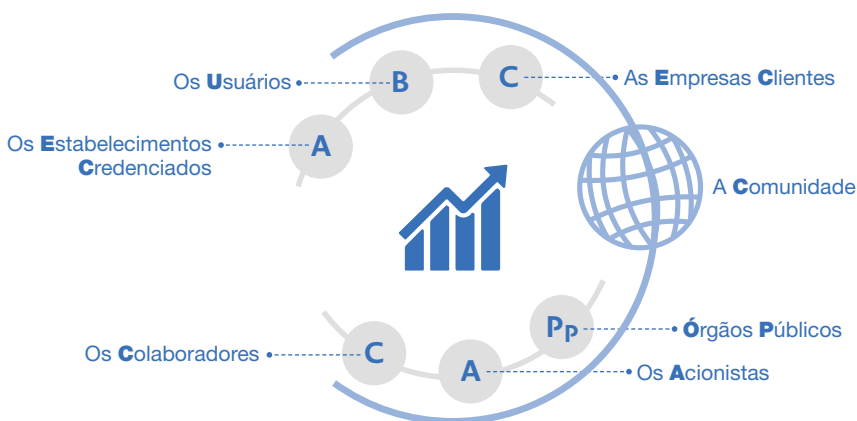 Os Usuários
B
C
As Empresas Clientes
Os Estabelecimentos
Credenciados
A
A Comunidade
PP
Órgãos Públicos
Os Colaboradores
C
A
Os Acionistas